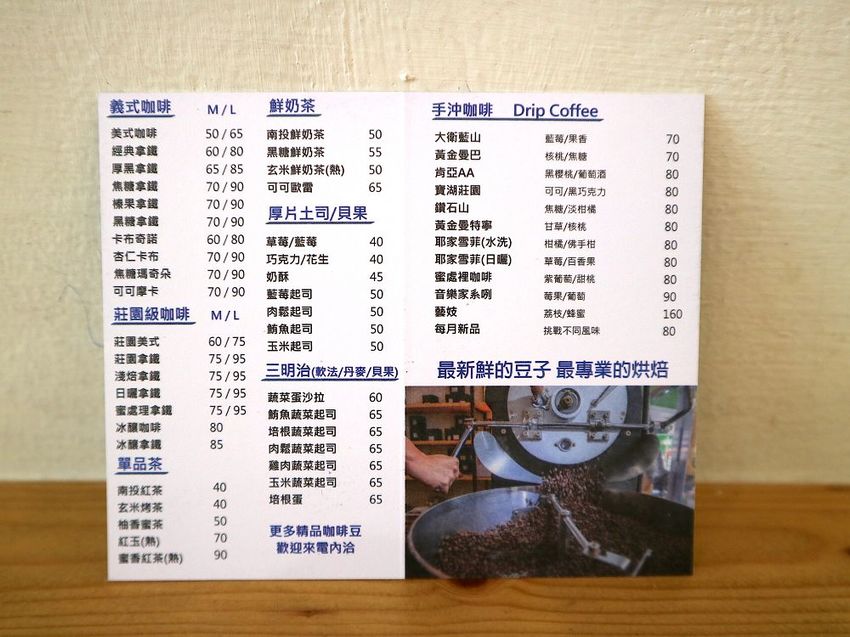 義式咖啡 M / L
美式咖啡 50 / 65
經典拿鐵 60 / 80
厚黑拿鐵 65 / 85
焦糖拿鐵 70 / 90
榛果拿鐵 70 / 90
黑糖拿鐵 70 / 90
卡布奇諾 60 / 80
杏仁卡布 70 / 90
焦糖瑪奇朵 70 / 90
可可摩卡 70 / 90
莊園級咖啡 M / L
莊園美式 60 / 75
莊園拿鐵 75 / 95
淺焙拿鐵 75 / 95
日曬拿鐵 75 / 95
蜜處理拿鐵 75 / 95
冰釀咖啡 80
冰釀拿鐵 85
單品茶
南投紅茶 40
玄米烤茶 40
柚香蜜茶 50
紅玉(熱) 70
蜜香紅茶(熱) 90
鮮奶茶
南投鮮奶茶 50
黑糖鮮奶茶 55
玄米鮮奶茶(熱) 50
可可歐雷 65
厚片土司/貝果
草莓/藍莓 40
巧克力/花生 40
奶酥 45
藍莓起司 50
肉鬆起司 50
鮪魚起司 50
玉米起司 50
三明治(軟法/丹麥/貝果)
蔬菜蛋沙拉 60
鮪魚蔬菜起司 65
培根蔬菜起司 65
肉鬆蔬菜起司 65
雞肉蔬菜起司 65
玉米蔬菜起司 65
培根蛋 65
更多精品咖啡豆
歡迎來電內洽
手沖咖啡 Drip Coffee
大衛藍山 藍莓/果香 70
黃金曼巴 核桃/焦糖 70
肯亞AA 黑櫻桃/葡萄酒 80
寶湖莊園 可可/黑巧克力 80
鑽石山 焦糖/淡柑橘 80
黃金曼特寧 甘草/核桃 80
耶家雪菲(水洗) 柑橘/佛手柑 80
耶家雪菲(日曬) 草莓/百香果 80
蜜處裡咖啡 紫葡萄/甜桃 80
音樂家系咧 莓果/葡萄 90
藝妓 荔枝/蜂蜜 160
每月新品 挑戰不同風味 80
最新鮮的豆子 最專業的烘焙